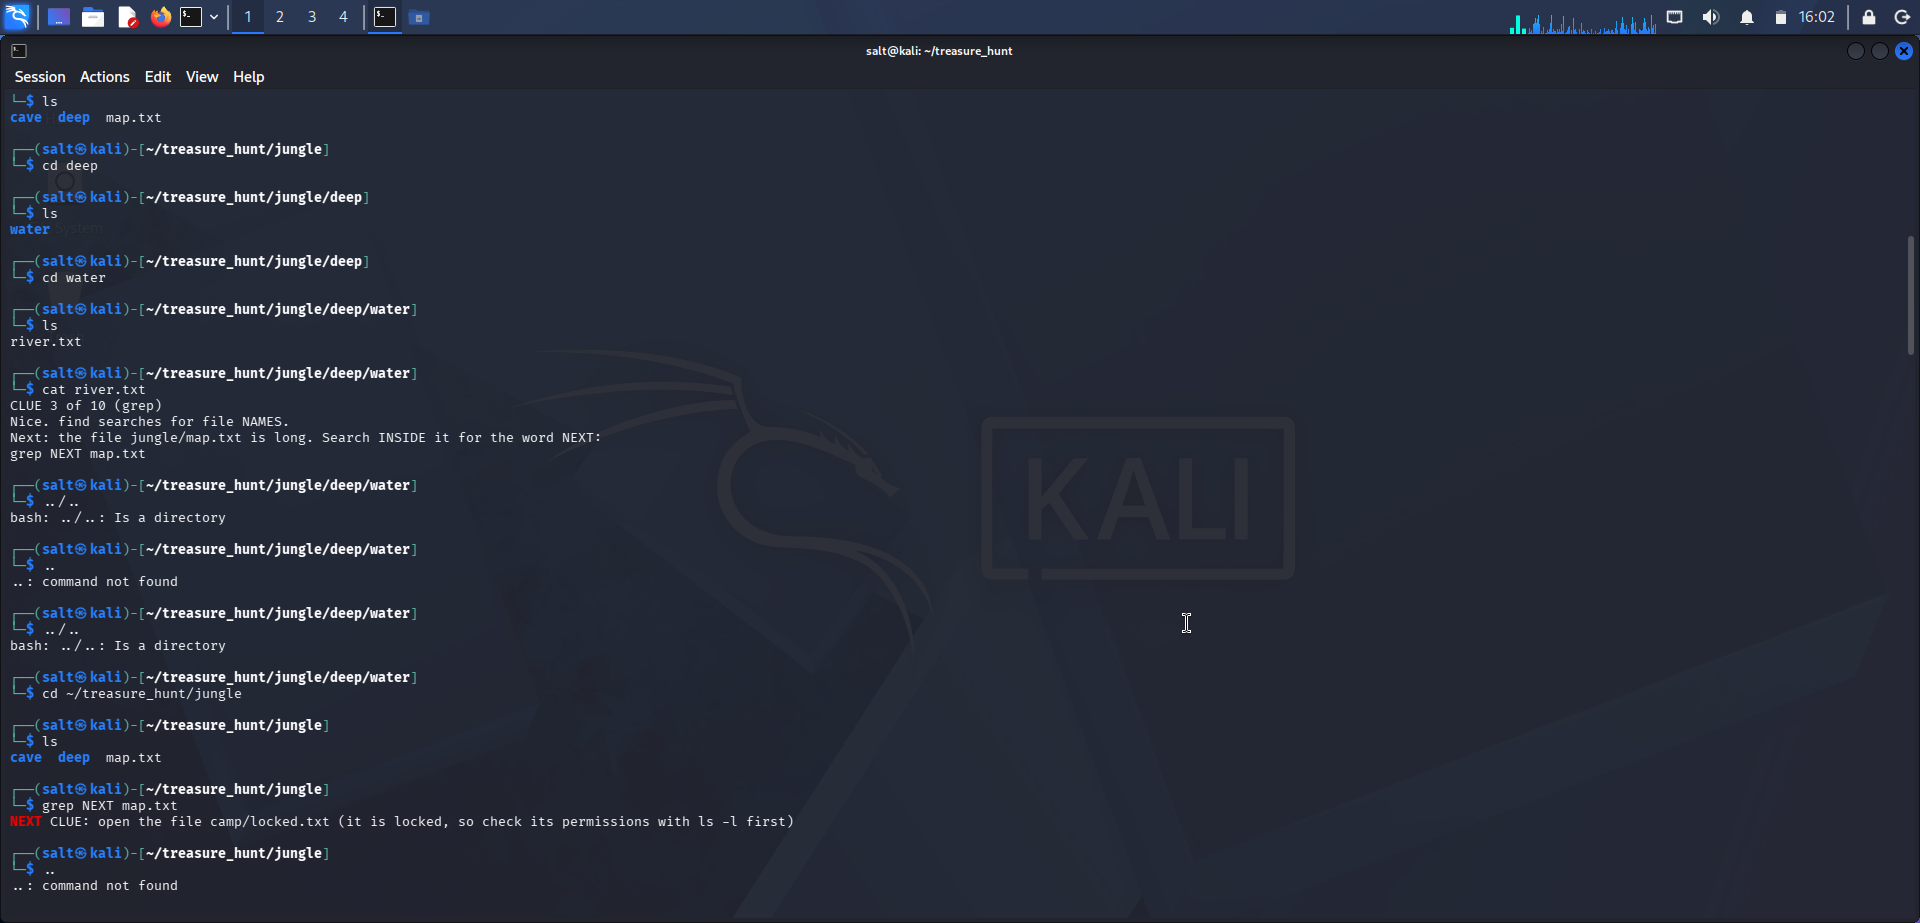 1 2 3 4 16:02
salt@kali: ~/treasure_hunt
Session Actions Edit View Help
└─$ ls
cave deep map.txt
┌──(salt㉿kali)-[~/treasure_hunt/jungle]
└─$ cd deep
┌──(salt㉿kali)-[~/treasure_hunt/jungle/deep]
└─$ ls
water
System
┌──(salt㉿kali)-[~/treasure_hunt/jungle/deep]
└─$ cd water
┌──(salt㉿kali)-[~/treasure_hunt/jungle/deep/water]
└─$ ls
river.txt
┌──(salt㉿kali)-[~/treasure_hunt/jungle/deep/water]
└─$ cat river.txt
CLUE 3 of 10 (grep)
Nice. find searches for file NAMES.
Next: the file jungle/map.txt is long. Search INSIDE it for the word NEXT:
grep NEXT map.txt
┌──(salt㉿kali)-[~/treasure_hunt/jungle/deep/water]
└─$ ../..
bash: ../..: Is a directory
┌──(salt㉿kali)-[~/treasure_hunt/jungle/deep/water]
└─$ ..
..: command not found
┌──(salt㉿kali)-[~/treasure_hunt/jungle/deep/water]
└─$ ../..
bash: ../..: Is a directory
┌──(salt㉿kali)-[~/treasure_hunt/jungle/deep/water]
└─$ cd ~/treasure_hunt/jungle
┌──(salt㉿kali)-[~/treasure_hunt/jungle]
└─$ ls
cave deep map.txt
┌──(salt㉿kali)-[~/treasure_hunt/jungle]
└─$ grep NEXT map.txt
NEXT CLUE: open the file camp/locked.txt (it is locked, so check its permissions with ls -l first)
┌──(salt㉿kali)-[~/treasure_hunt/jungle]
└─$ ..
..: command not found
KALI